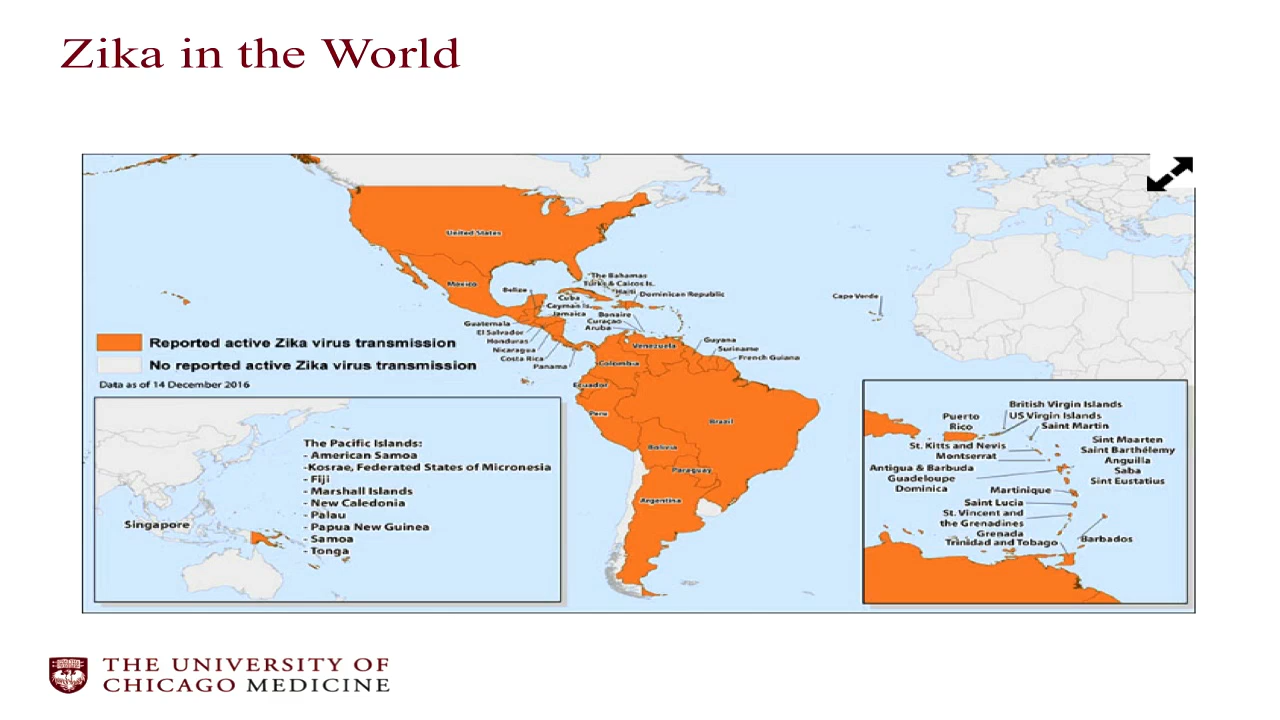 Zika in the World
United States
Mexico
Belize
"The Bahamas
Turks & Caicos Is.
Haiti
Dominican Republic
Cuba
Cayman Is.
Jamaica
Bonaire
Curaçao
Aruba
Cape Verde
Guatemala
El Salvador
Honduras
Nicaragua
Costa Rica
Panama
Venezuela
Guyana
Suriname
French Guiana
Colombia
Ecuador
Peru
Brazil
Bolivia
Paraguay
Argentina
Reported active Zika virus transmission
No reported active Zika virus transmission
Data as of 14 December 2016
The Pacific Islands:
- American Samoa
-Kosrae, Federated States of Micronesia
- Fiji
- Marshall Islands
- New Caledonia
- Palau
- Papua New Guinea
- Samoa
- Tonga
Singapore
British Virgin Islands
US Virgin Islands
Saint Martin
Puerto
Rico
St. Kitts and Nevis
Montserrat
Antigua & Barbuda
Guadeloupe
Dominica
Sint Maarten
Saint Barthélemy
Anguilla
Saba
Sint Eustatius
Martinique
Saint Lucia
St. Vincent and
the Grenadines
Grenada
Trinidad and Tobago
Barbados
THE UNIVERSITY OF
CHICAGO MEDICINE